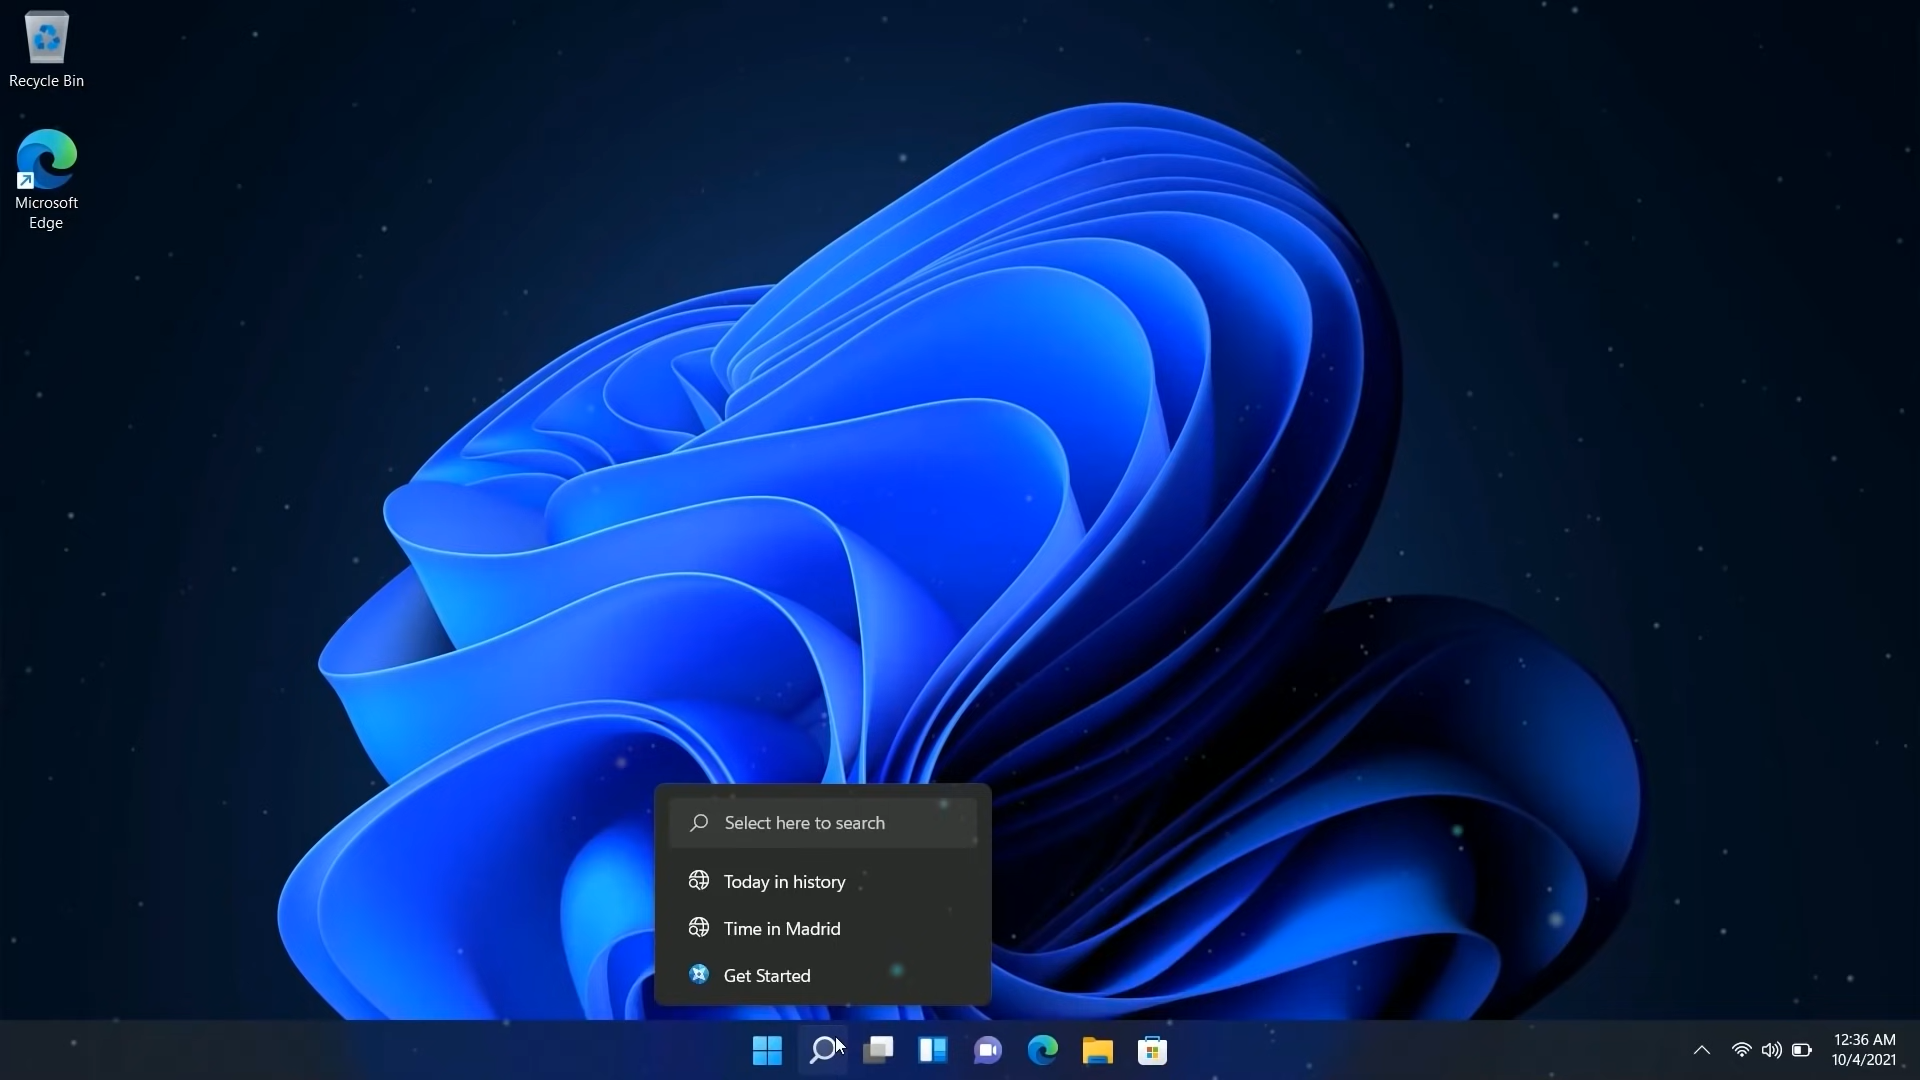 Recycle Bin
Microsoft
Edge
Select here to search
Today in history
Time in Madrid
Get Started
12:36 AM
10/4/2021